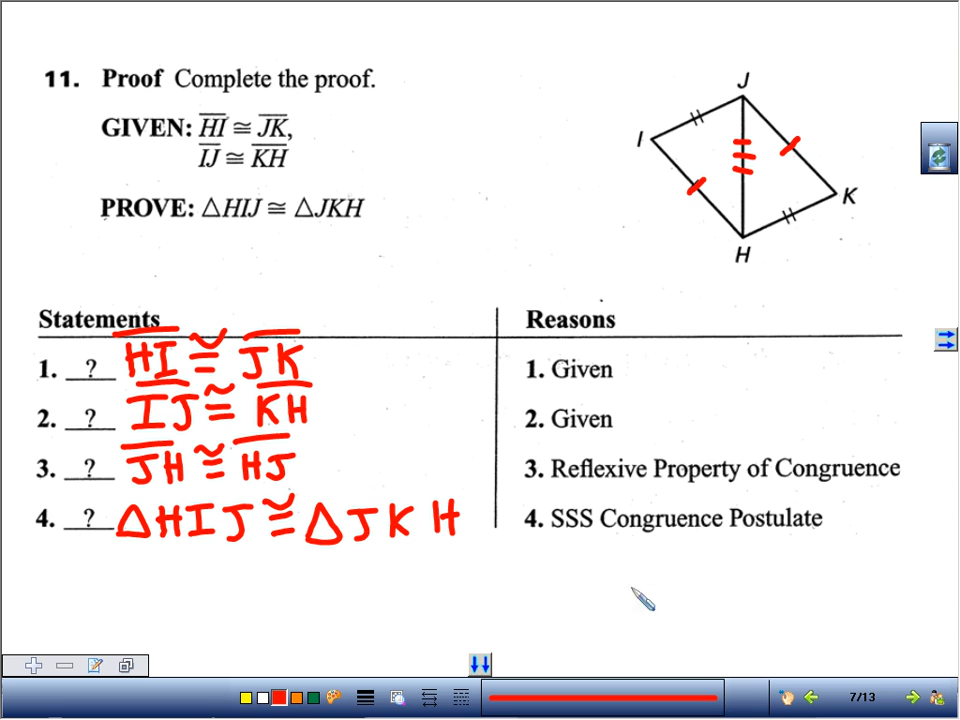 11. Proof Complete the proof.
GIVEN: HI ≅ JK,
IJ ≅ KH
PROVE: △HIJ ≅ △JKH
J
I
K
H
Statements
Reasons
1. ? HI ≅ JK
1. Given
2. ? IJ ≅ KH
2. Given
3. ? JH ≅ HJ
3. Reflexive Property of Congruence
4. ? △HIJ ≅ △JKH
4. SSS Congruence Postulate
7/13